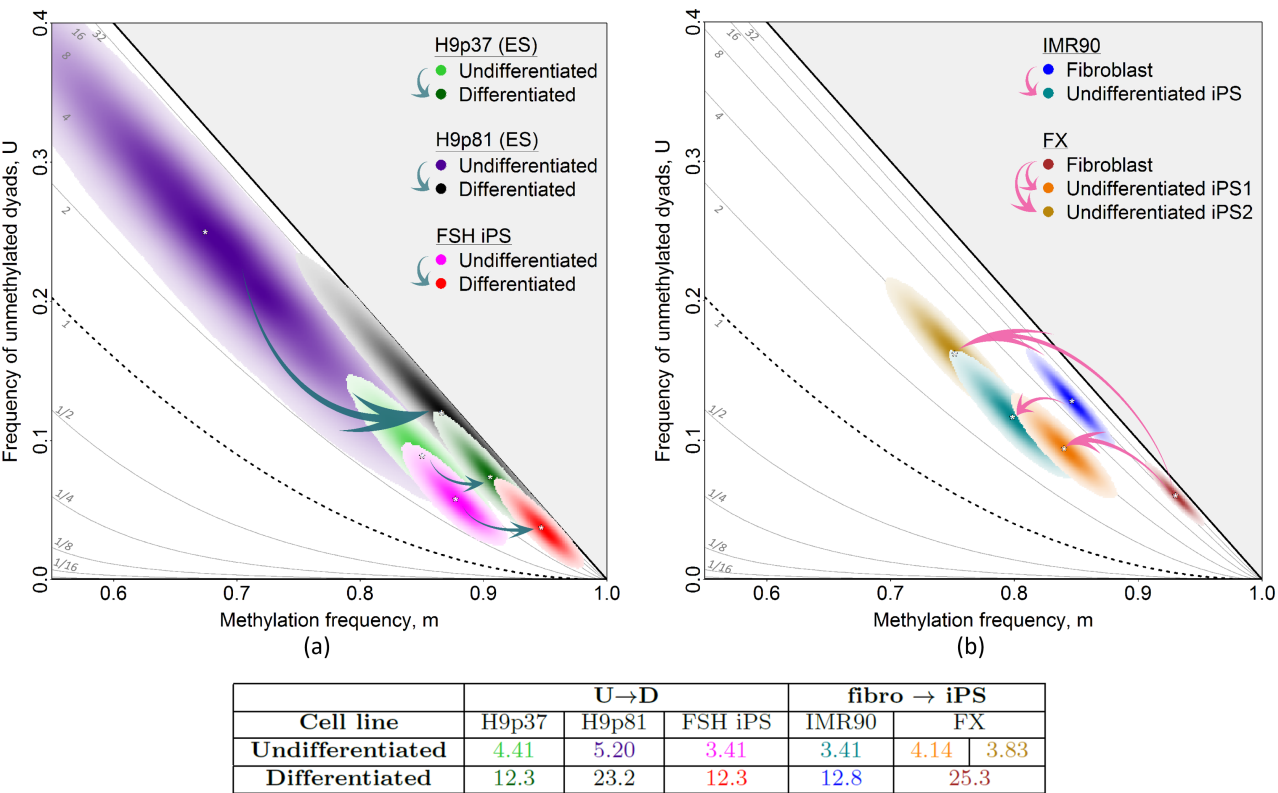 Frequency of unmethylated dyads, U
0.4
0.3
0.2
0.1
0.0
16
32
8
4
2
1
1/2
1/4
1/8
1/16
H9p37 (ES)
Undifferentiated
Differentiated
H9p81 (ES)
Undifferentiated
Differentiated
FSH iPS
Undifferentiated
Differentiated
0.6 0.7 0.8 0.9 1.0
Methylation frequency, m
(a)
Frequency of unmethylated dyads, U
0.4
0.3
0.2
0.1
0.0
16
32
8
4
2
1
1/2
1/4
1/8
1/16
IMR90
Fibroblast
Undifferentiated iPS
FX
Fibroblast
Undifferentiated iPS1
Undifferentiated iPS2
0.6 0.7 0.8 0.9 1.0
Methylation frequency, m
(b)
U→D fibro → iPS
Cell line H9p37 H9p81 FSH iPS IMR90 FX
Undifferentiated 4.41 5.20 3.41 3.41 4.14 3.83
Differentiated 12.3 23.2 12.3 12.8 25.3